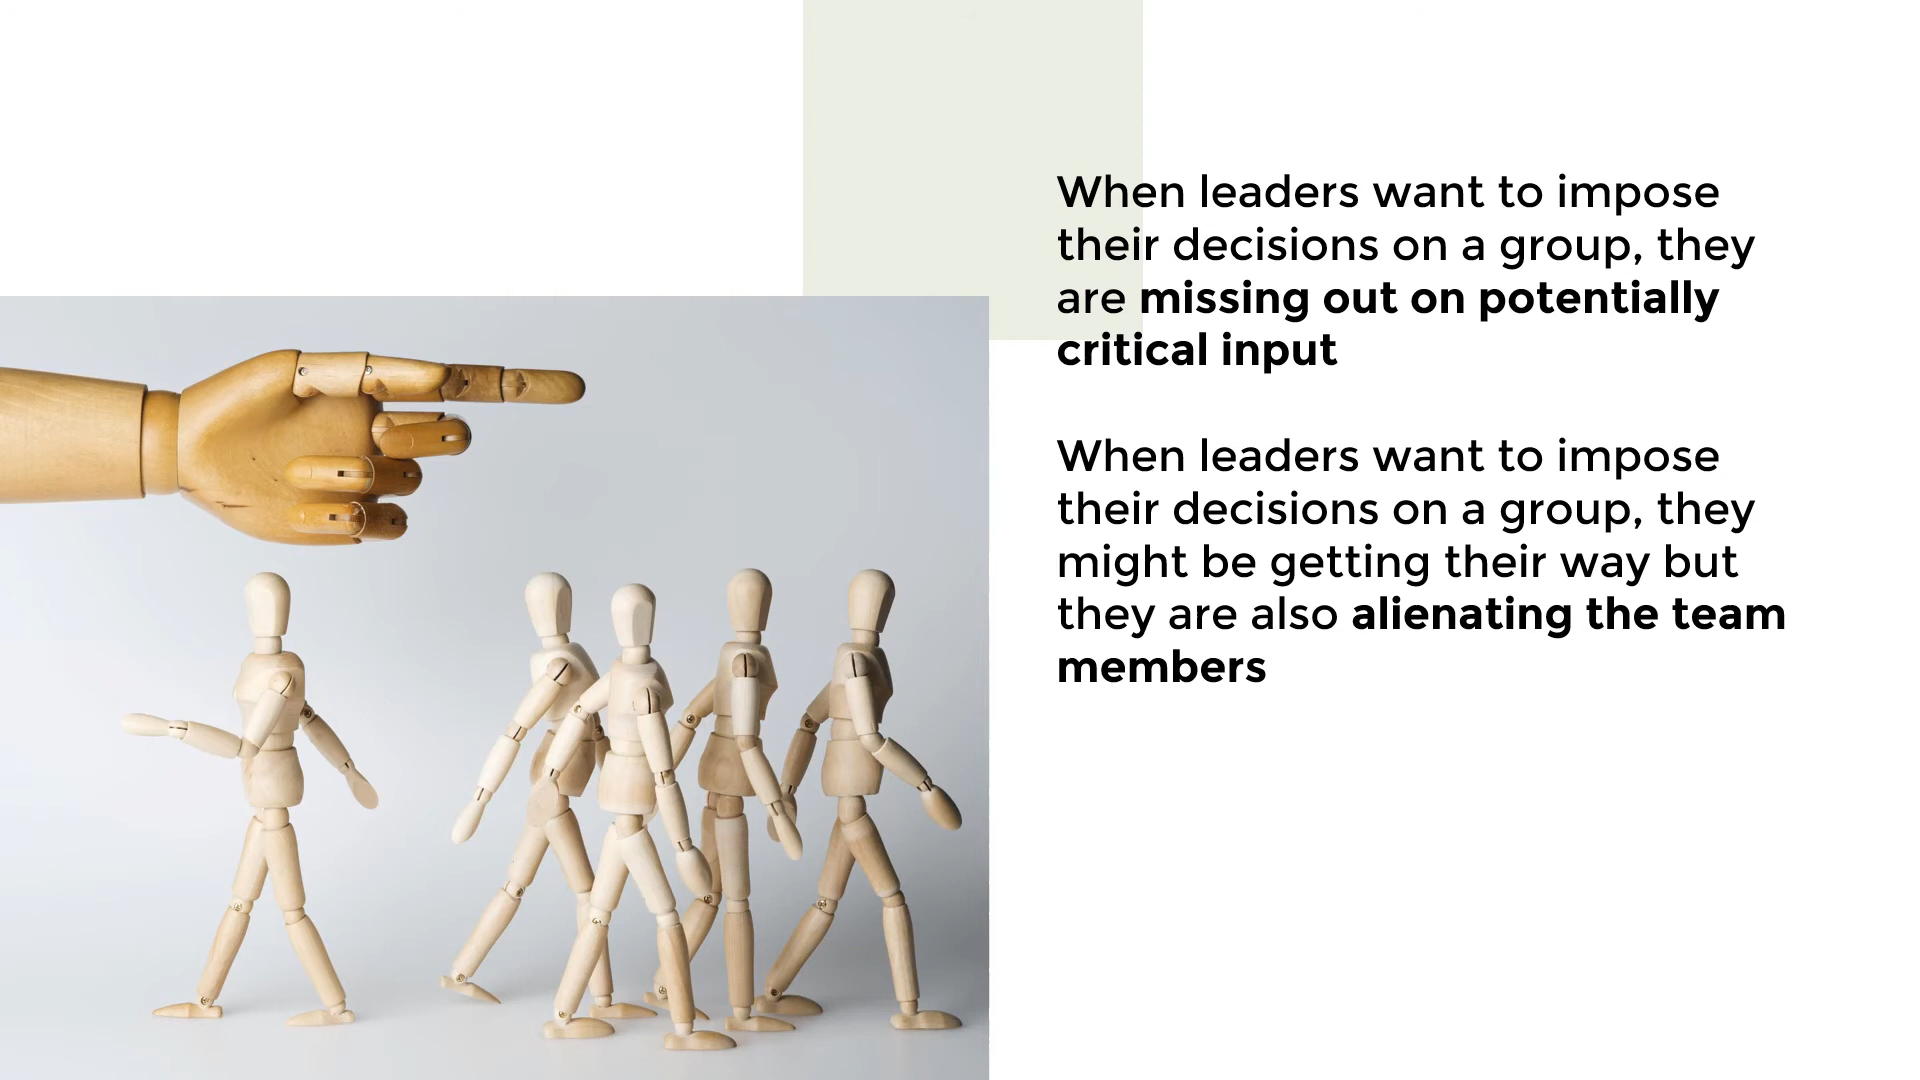 When leaders want to impose
their decisions on a group, they
are missing out on potentially
critical input
When leaders want to impose
their decisions on a group, they
might be getting their way but
they are also alienating the team
members